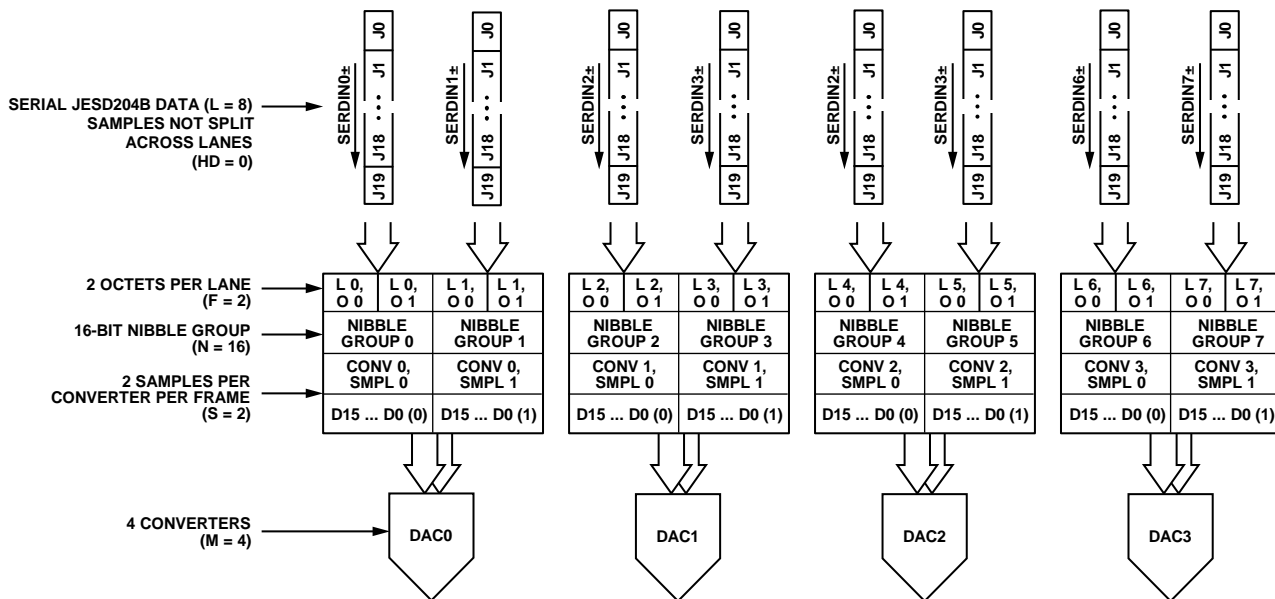 SERIAL JESD204B DATA (L = 8)
SAMPLES NOT SPLIT
ACROSS LANES
(HD = 0)
SERDIN0±
J0
J1
...
J18
J19
SERDIN1±
J0
J1
...
J18
J19
SERDIN2±
J0
J1
...
J18
J19
SERDIN3±
J0
J1
...
J18
J19
SERDIN2±
J0
J1
...
J18
J19
SERDIN3±
J0
J1
...
J18
J19
SERDIN6±
J0
J1
...
J18
J19
SERDIN7±
J0
J1
...
J18
J19
2 OCTETS PER LANE
(F = 2)
L 0, L 0, L 1, L 1, L 2, L 2, L 3, L 3, L 4, L 4, L 5, L 5, L 6, L 6, L 7, L 7,
O 0 O 1 O 0 O 1 O 0 O 1 O 0 O 1 O 0 O 1 O 0 O 1 O 0 O 1 O 0 O 1
16-BIT NIBBLE GROUP
(N = 16)
NIBBLE NIBBLE NIBBLE NIBBLE NIBBLE NIBBLE NIBBLE NIBBLE
GROUP 0 GROUP 1 GROUP 2 GROUP 3 GROUP 4 GROUP 5 GROUP 6 GROUP 7
2 SAMPLES PER
CONVERTER PER FRAME
(S = 2)
CONV 0, CONV 0, CONV 1, CONV 1, CONV 2, CONV 2, CONV 3, CONV 3,
SMPL 0 SMPL 1 SMPL 0 SMPL 1 SMPL 0 SMPL 1 SMPL 0 SMPL 1
D15 ... D0 (0) D15 ... D0 (1) D15 ... D0 (0) D15 ... D0 (1) D15 ... D0 (0) D15 ... D0 (1) D15 ... D0 (0) D15 ... D0 (1)
4 CONVERTERS
(M = 4)
DAC0 DAC1 DAC2 DAC3